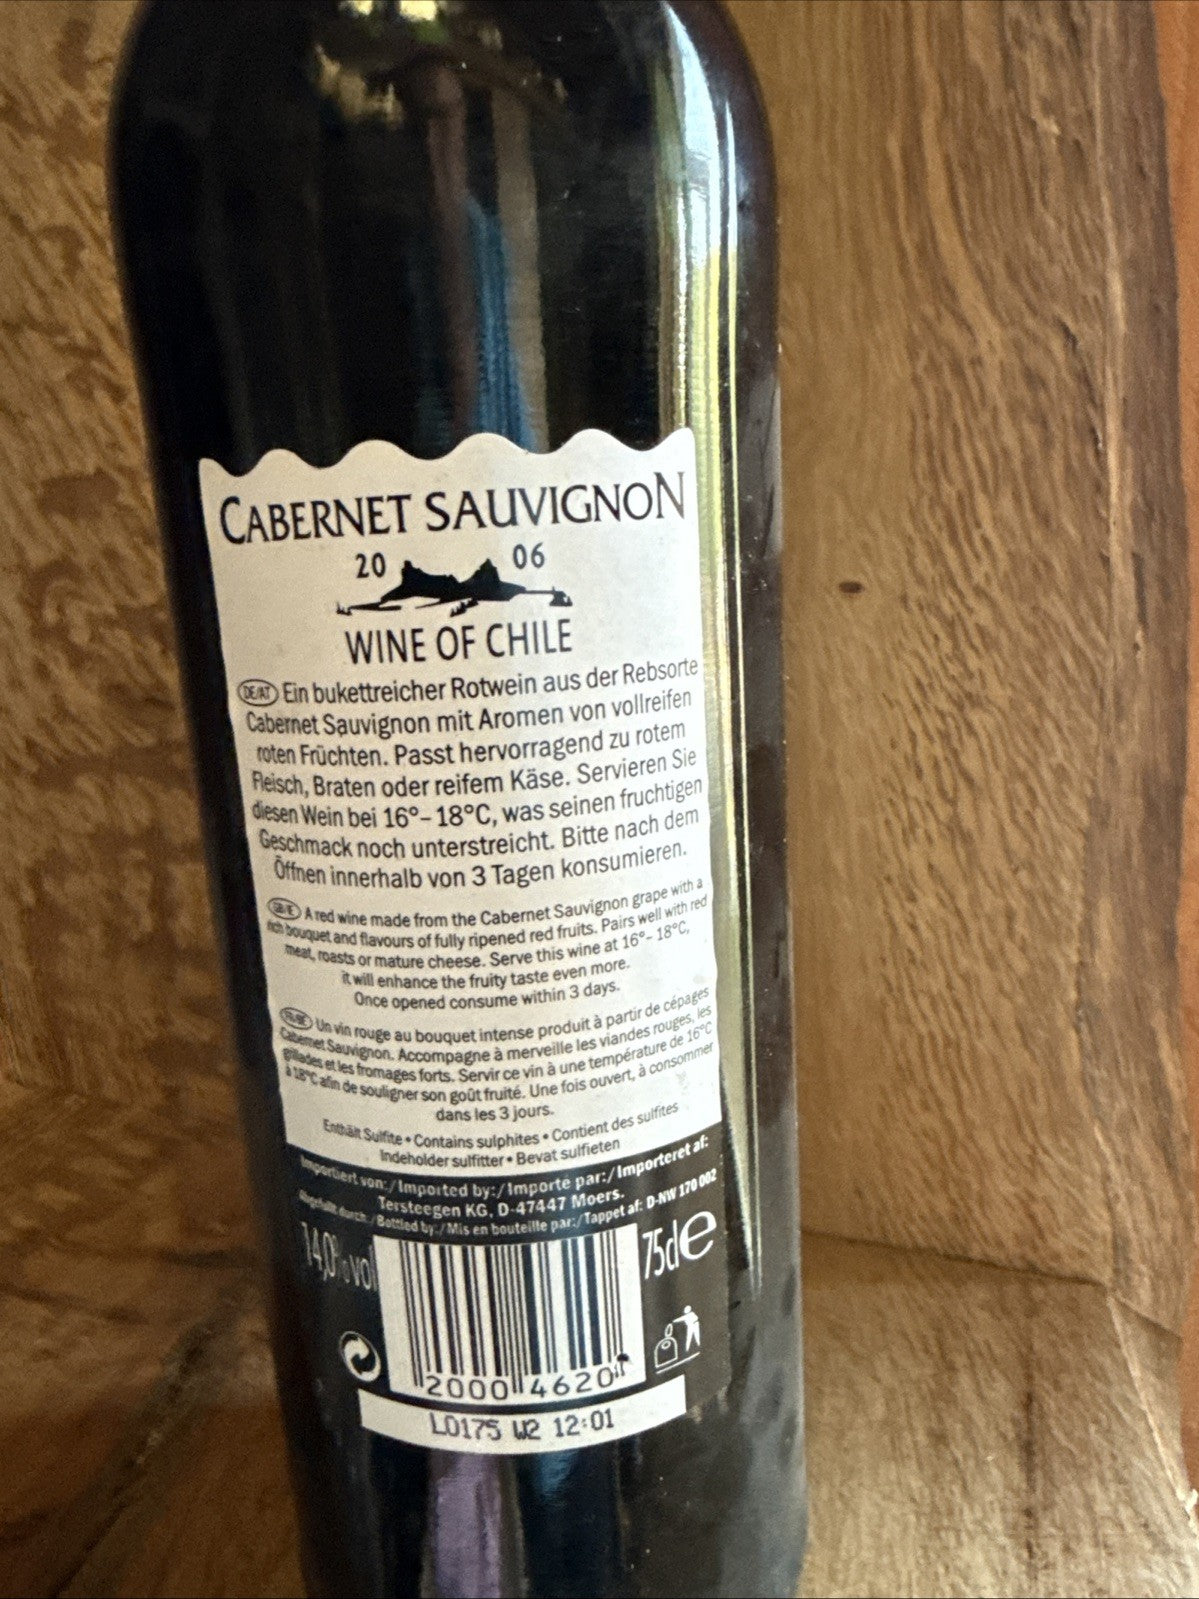 CABERNET SAUVIGNON
20 06
WINE OF CHILE
DE/AT Ein bukettreicher Rotwein aus der Rebsorte
Cabernet Sauvignon mit Aromen von vollreifen
roten Früchten. Passt hervorragend zu rotem
Fleisch, Braten oder reifem Käse. Servieren Sie
diesen Wein bei 16°–18°C, was seinen fruchtigen
Geschmack noch unterstreicht. Bitte nach dem
Öffnen innerhalb von 3 Tagen konsumieren.
GB/IE A red wine made from the Cabernet Sauvignon grape with a
rich bouquet and flavours of fully ripened red fruits. Pairs well with red
meat, roasts or mature cheese. Serve this wine at 16°–18°C,
it will enhance the fruity taste even more.
Once opened consume within 3 days.
FR/BE Un vin rouge au bouquet intense produit à partir de cépages
Cabernet Sauvignon. Accompagne à merveille les viandes rouges, les
grillades et les fromages forts. Servir ce vin à une température de 16°C
à 18°C afin de souligner son goût fruité. Une fois ouvert, à consommer
dans les 3 jours.
Enthält Sulfite • Contains sulphites • Contient des sulfites
Indeholder sulfitter • Bevat sulfieten
Importiert von:/Imported by:/Importé par:/Importeret af:
Tersteegen KG, D-47447 Moers.
Abgefüllt durch:/Bottled by:/Mis en bouteille par:/Tappet af: D-NW 170 002
14,0%vol 75cl e
2000 4620
L0175 W2 12:01